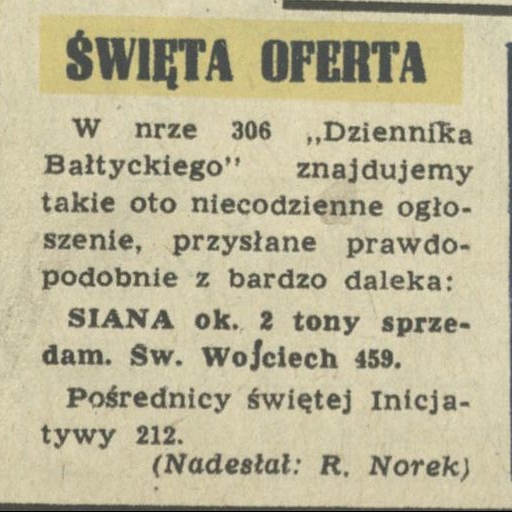 ŚWIĘTA OFERTA
W nrze 306 „Dziennika
Bałtyckiego" znajdujemy
takie oto niecodzienne ogło-
szenie, przysłane prawdo-
podobnie z bardzo daleka:
SIANA ok. 2 tony sprze-
dam. Św. Wojciech 459.
Pośrednicy świętej Inicja-
tywy 212.
(Nadesłał: R. Norek)